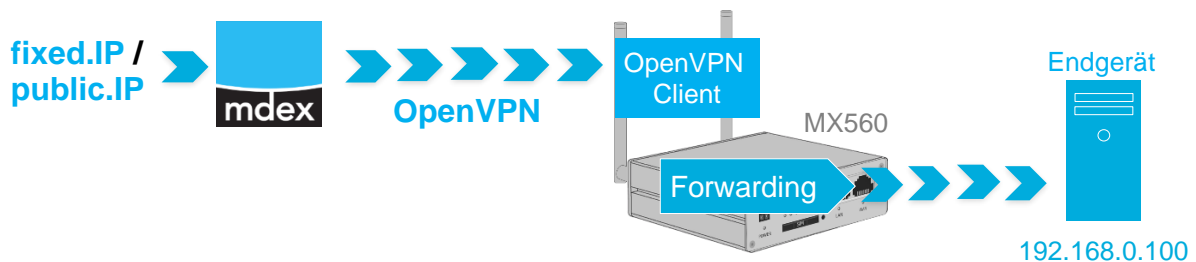 fixed.IP /
public.IP
mdex
OpenVPN
OpenVPN
Client
MX560
Forwarding
Endgerät
192.168.0.100